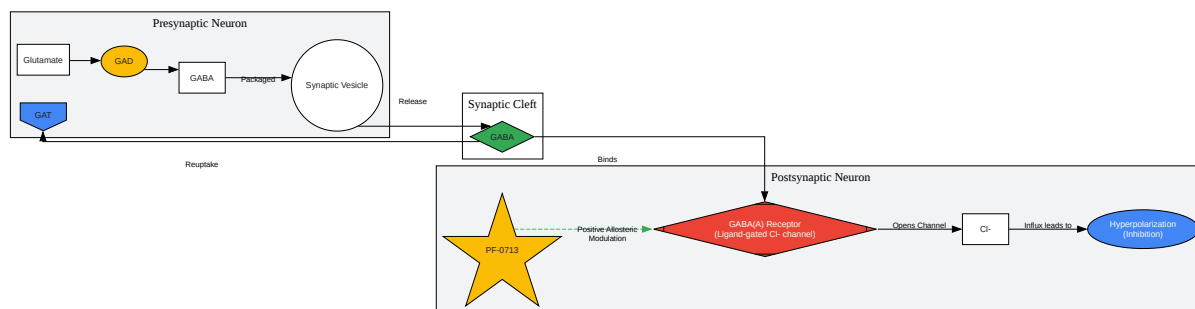 Presynaptic Neuron
Glutamate
GAD
GABA
Packaged
Synaptic Vesicle
GAT
Release
Synaptic Cleft
GABA
Reuptake
Binds
Postsynaptic Neuron
PF-0713
Positive Allosteric
Modulation
GABA(A) Receptor
(Ligand-gated Cl- channel)
Opens Channel
Cl-
Influx leads to
Hyperpolarization
(Inhibition)